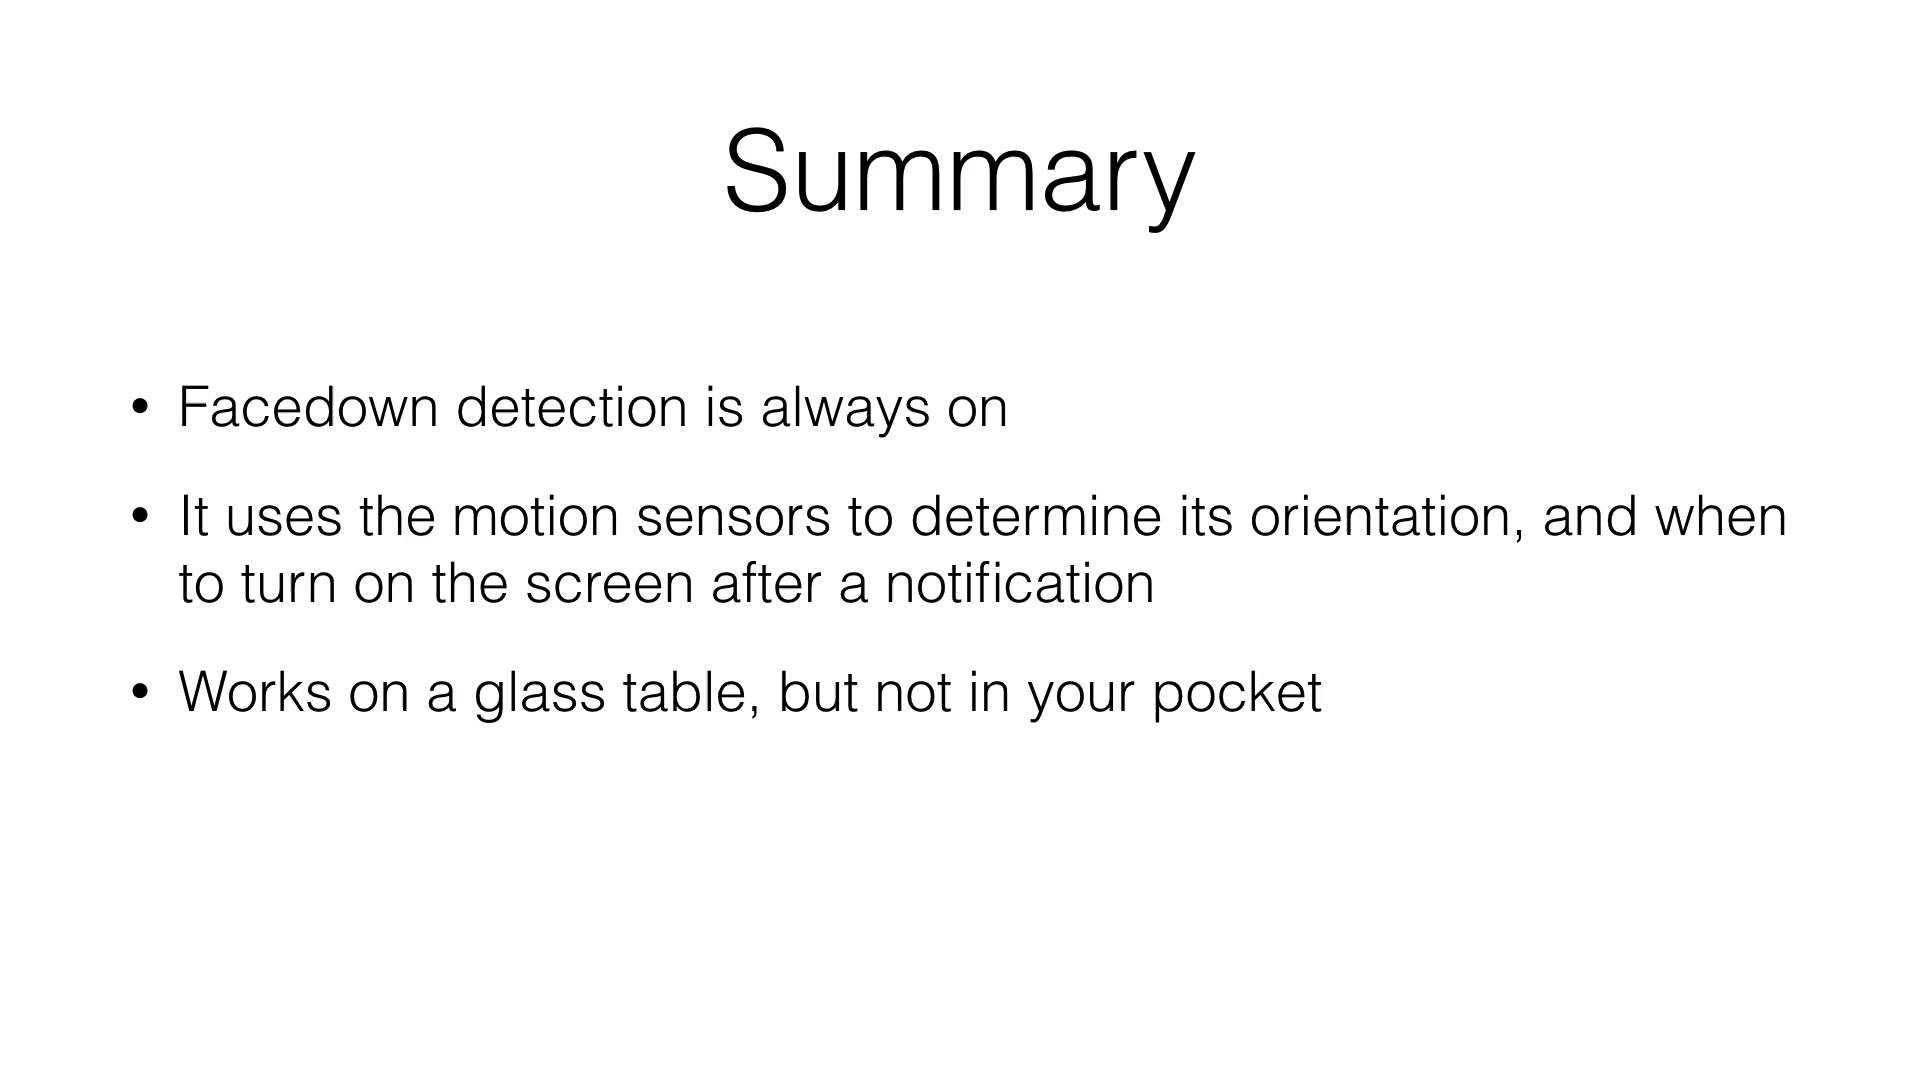 Summary
• Facedown detection is always on
• It uses the motion sensors to determine its orientation, and when
to turn on the screen after a notification
• Works on a glass table, but not in your pocket